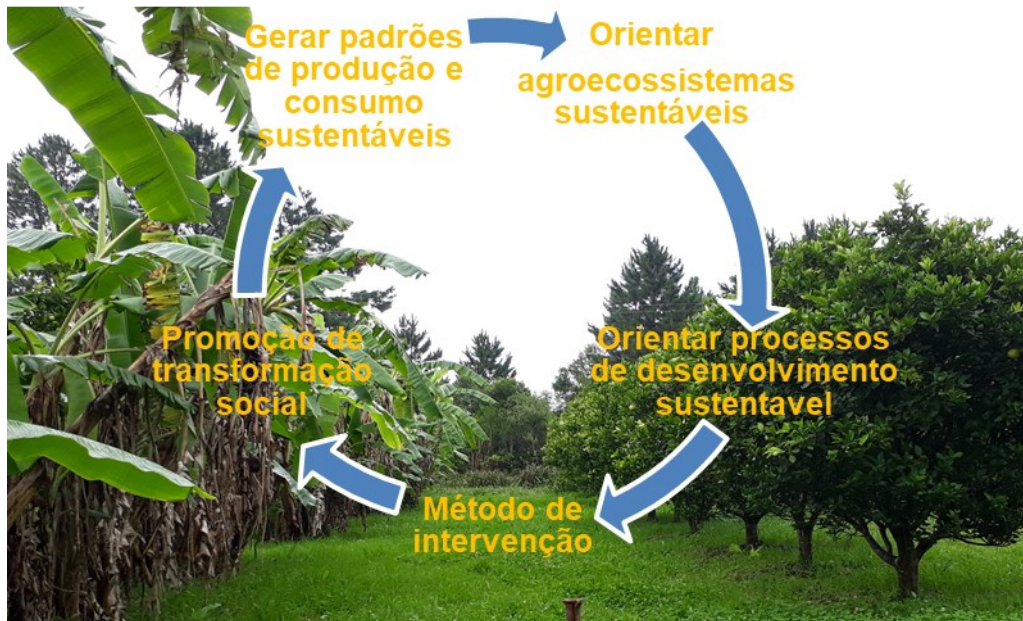 Gerar padrões
de produção e
consumo
sustentáveis
Orientar
agroecossistemas
sustentáveis
Orientar processos
de desenvolvimento
sustentavel
Método de
intervenção
Promoção de
transformação
social